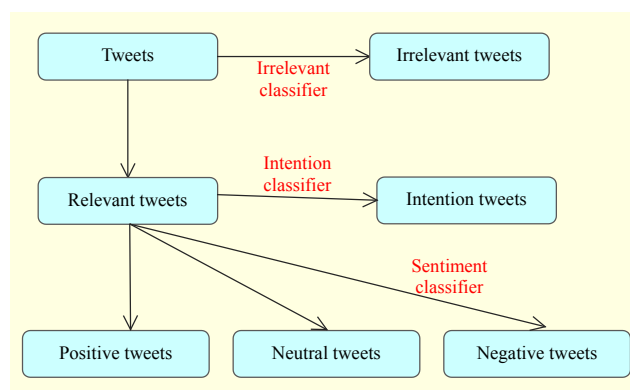 Tweets
Irrelevant tweets
Irrelevant
classifier
Intention
classifier
Relevant tweets
Intention tweets
Sentiment
classifier
Positive tweets
Neutral tweets
Negative tweets